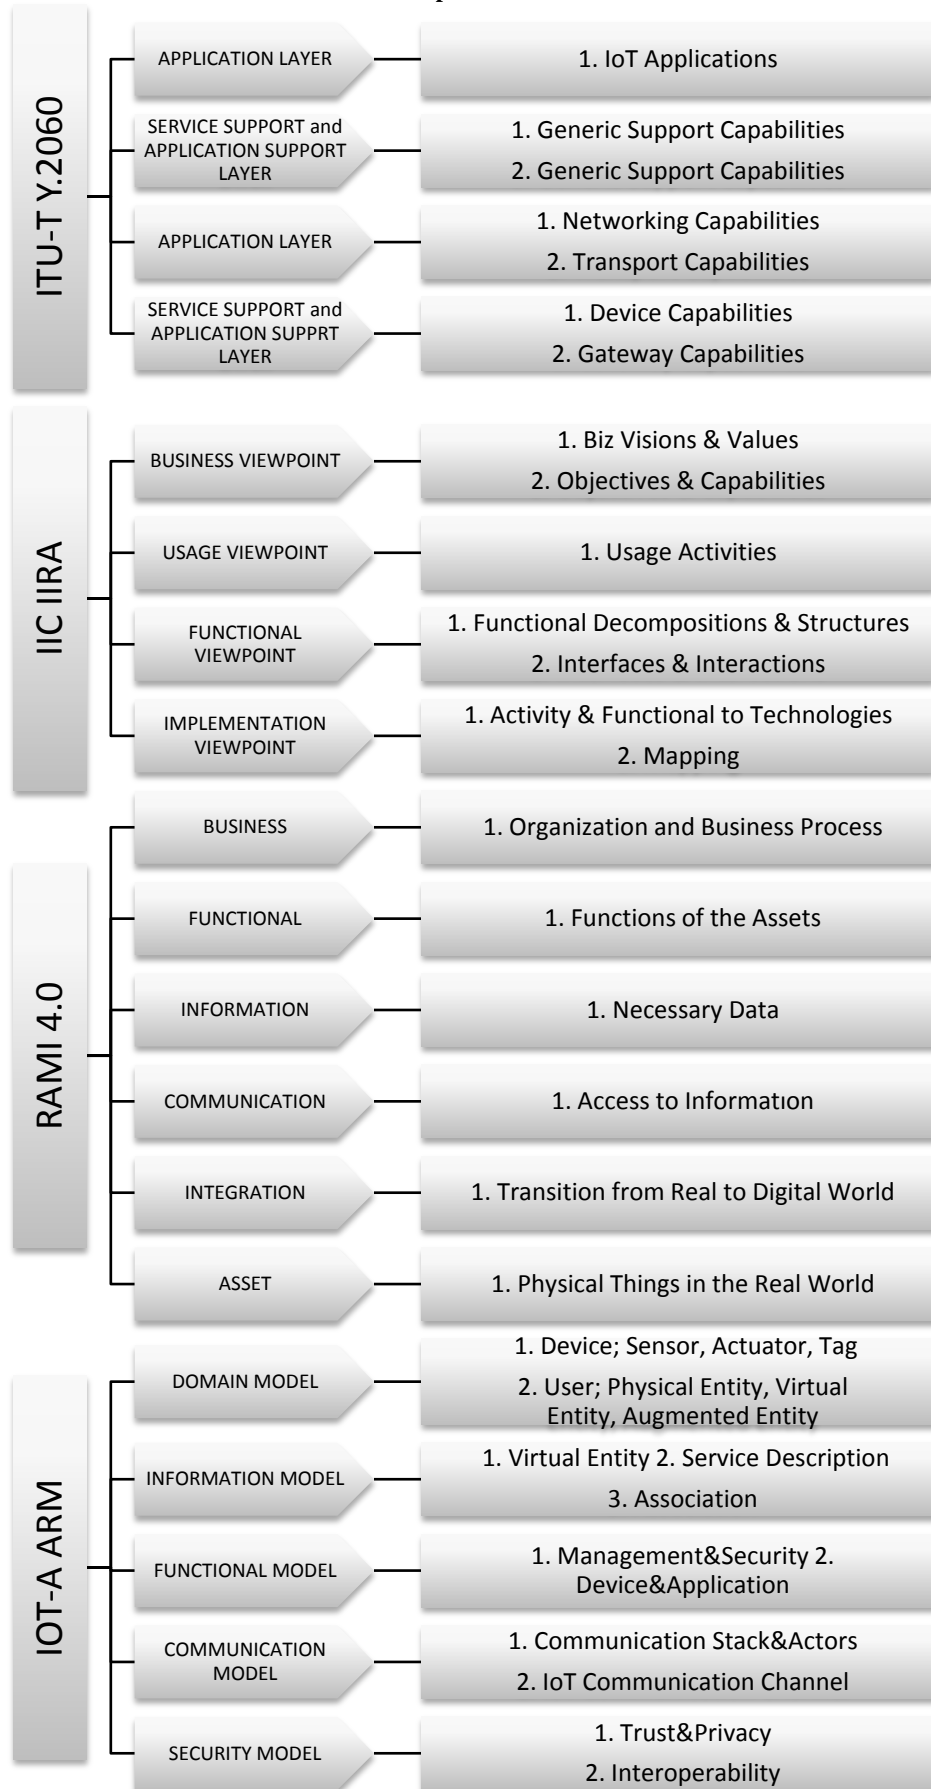 ITU-T Y.2060
APPLICATION LAYER
1. IoT Applications
SERVICE SUPPORT and
APPLICATION SUPPORT
LAYER
1. Generic Support Capabilities
2. Generic Support Capabilities
APPLICATION LAYER
1. Networking Capabilities
2. Transport Capabilities
SERVICE SUPPORT and
APPLICATION SUPPRT
LAYER
1. Device Capabilities
2. Gateway Capabilities
IIC IIRA
BUSINESS VIEWPOINT
1. Biz Visions & Values
2. Objectives & Capabilities
USAGE VIEWPOINT
1. Usage Activities
FUNCTIONAL
VIEWPOINT
1. Functional Decompositions & Structures
2. Interfaces & Interactions
IMPLEMENTATION
VIEWPOINT
1. Activity & Functional to Technologies
2. Mapping
RAMI 4.0
BUSINESS
1. Organization and Business Process
FUNCTIONAL
1. Functions of the Assets
INFORMATION
1. Necessary Data
COMMUNICATION
1. Access to Information
INTEGRATION
1. Transition from Real to Digital World
ASSET
1. Physical Things in the Real World
IOT-A ARM
DOMAIN MODEL
1. Device; Sensor, Actuator, Tag
2. User; Physical Entity, Virtual
Entity, Augmented Entity
INFORMATION MODEL
1. Virtual Entity 2. Service Description
3. Association
FUNCTIONAL MODEL
1. Management&Security 2.
Device&Application
COMMUNICATION
MODEL
1. Communication Stack&Actors
2. IoT Communication Channel
SECURITY MODEL
1. Trust&Privacy
2. Interoperability